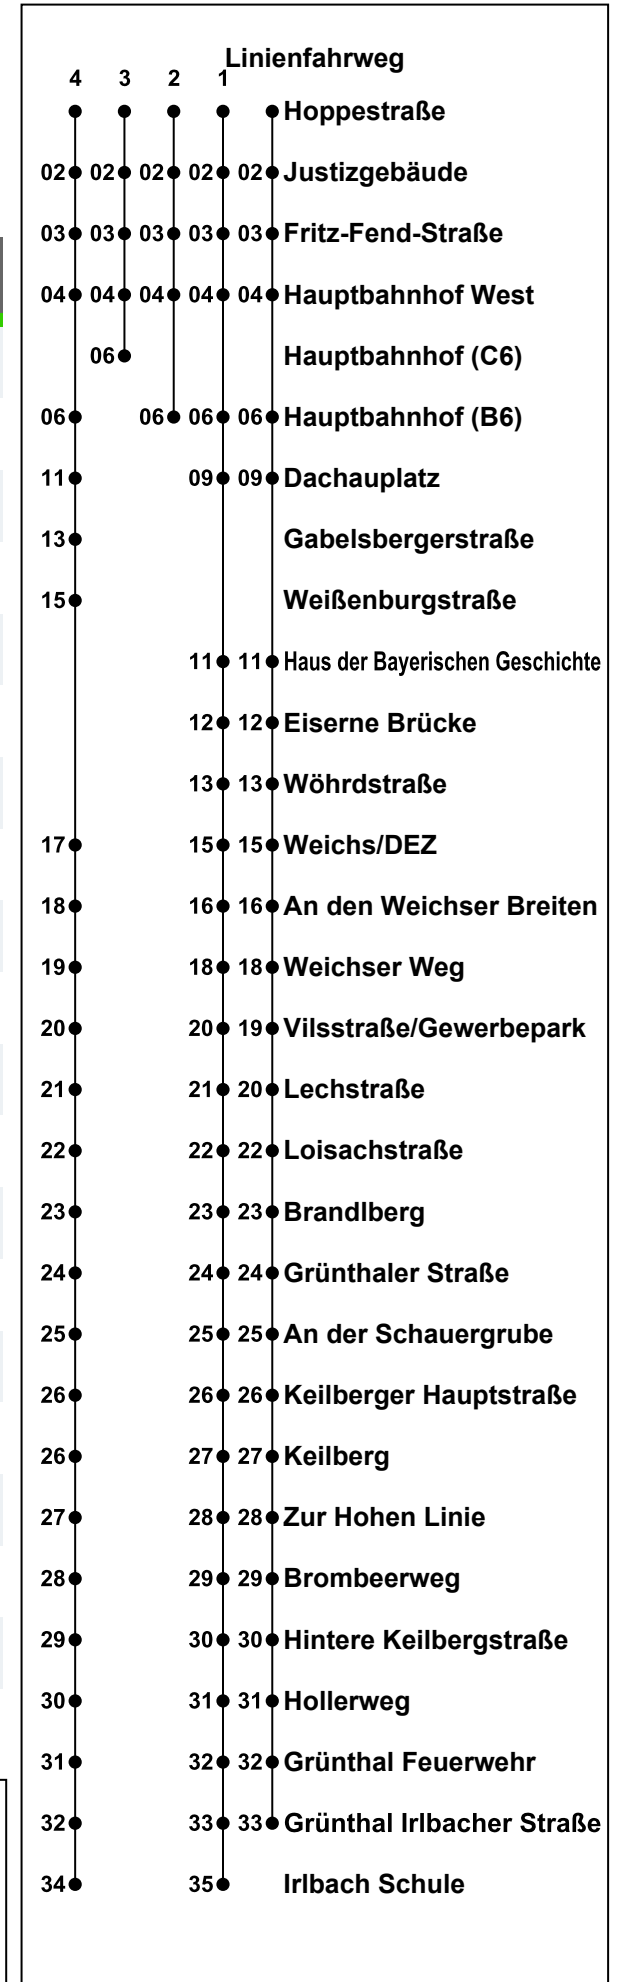 Linienfahrweg
4 3 2 1
Hoppestraße
02 02 02 02 02 Justizgebäude
03 03 03 03 03 Fritz-Fend-Straße
04 04 04 04 04 Hauptbahnhof West
06 Hauptbahnhof (C6)
06 06 06 06 Hauptbahnhof (B6)
11 09 09 Dachauplatz
13 Gabelsbergerstraße
15 Weißenburgstraße
11 11 Haus der Bayerischen Geschichte
12 12 Eiserne Brücke
13 13 Wöhrdstraße
17 15 15 Weichs/DEZ
18 16 16 An den Weichser Breiten
19 18 18 Weichser Weg
20 20 19 Vilsstraße/Gewerbepark
21 21 20 Lechstraße
22 22 22 Loisachstraße
23 23 23 Brandlberg
24 24 24 Grünthaler Straße
25 25 25 An der Schauergrube
26 26 26 Keilberger Hauptstraße
26 27 27 Keilberg
27 28 28 Zur Hohen Linie
28 29 29 Brombeerweg
29 30 30 Hintere Keilbergstraße
30 31 31 Hollerweg
31 32 32 Grünthal Feuerwehr
32 33 33 Grünthal Irlbacher Straße
34 35 Irlbach Schule